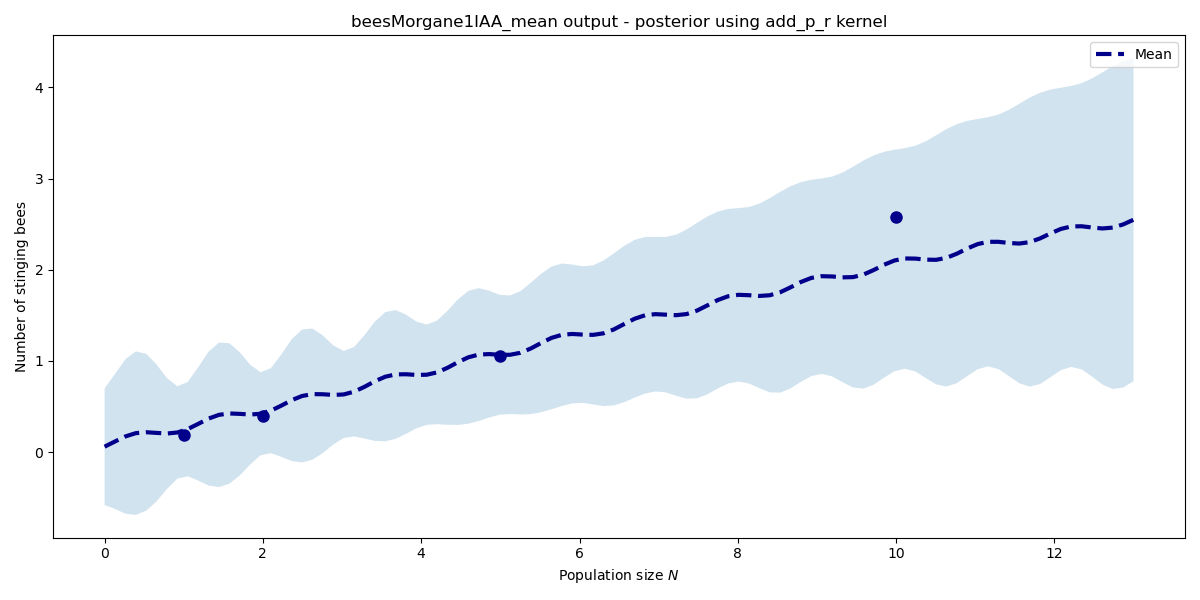 beesMorgane1IAA_mean output - posterior using add_p_r kernel
Mean
Number of stinging bees
4
3
2
1
0
0 2 4 6 8 10 12
Population size N